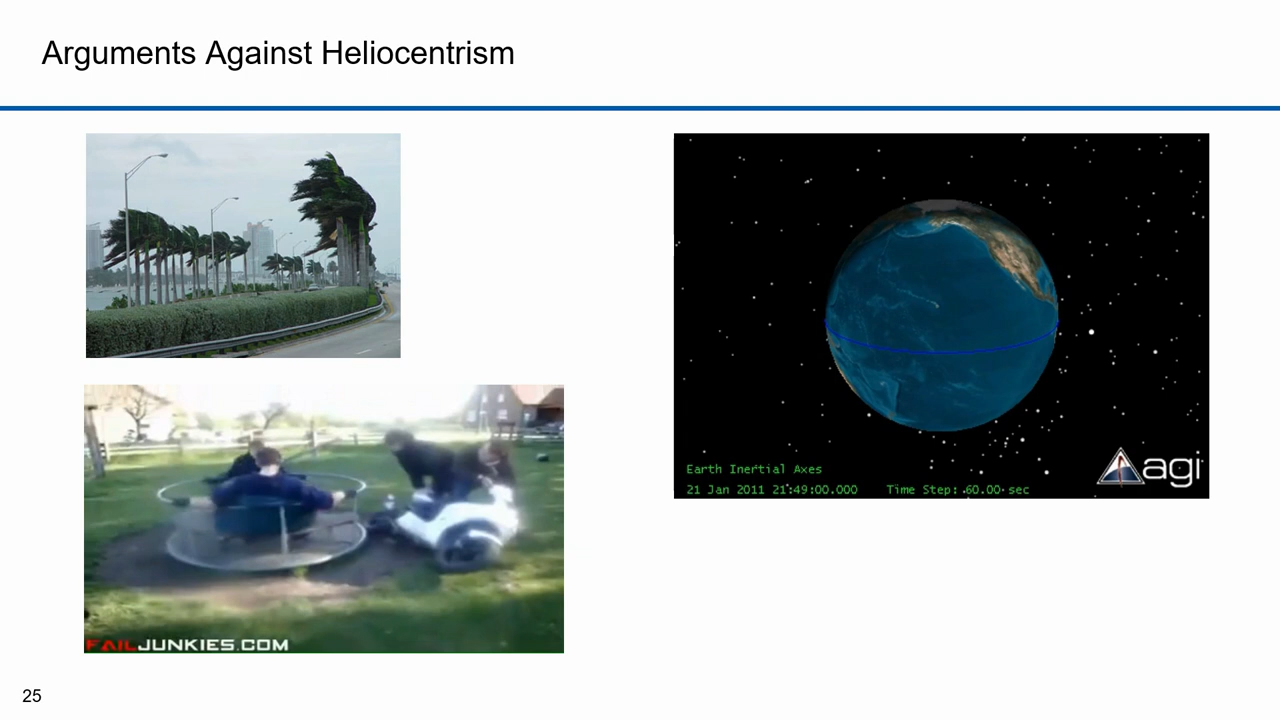 Arguments Against Heliocentrism
FAILJUNKIES.COM
Earth Inertial Axes
21 Jan 2011 21:49:00.000 Time Step: 60.00 sec
agi
25